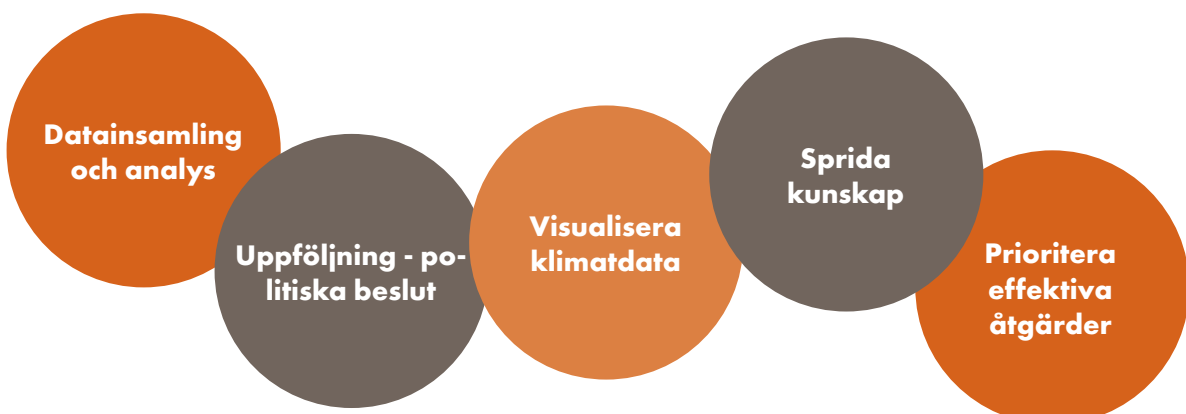 Datainsamling
och analys
Uppföljning - po-
litiska beslut
Visualisera
klimatdata
Sprida
kunskap
Prioritera
effektiva
åtgärder